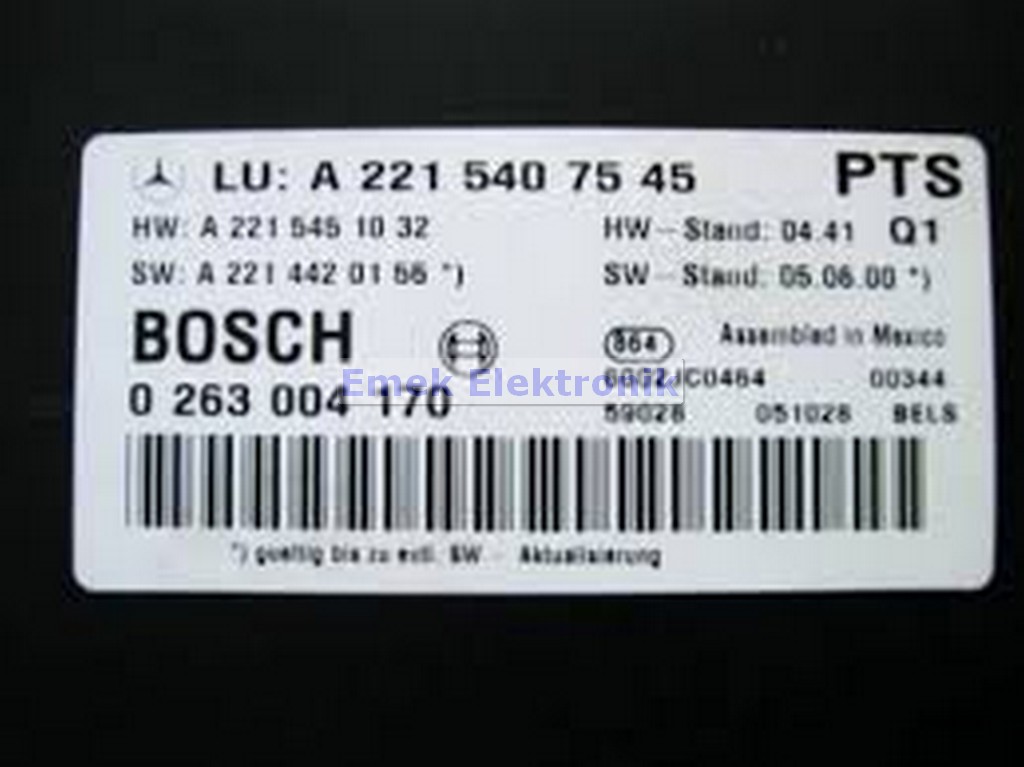 LU: A 221 540 75 45 PTS
HW: A 221 545 10 32 HW - Stand: 04.41 Q1
SW: A 221 442 01 56 *) SW - Stand: 05.06.00 *)
BOSCH 864 Assembled in Mexico
Emek Elektronik
00344
0 263 004 170 59028 051028 BELS
*) gueltig bis zu evtl. SW - Aktualisierung